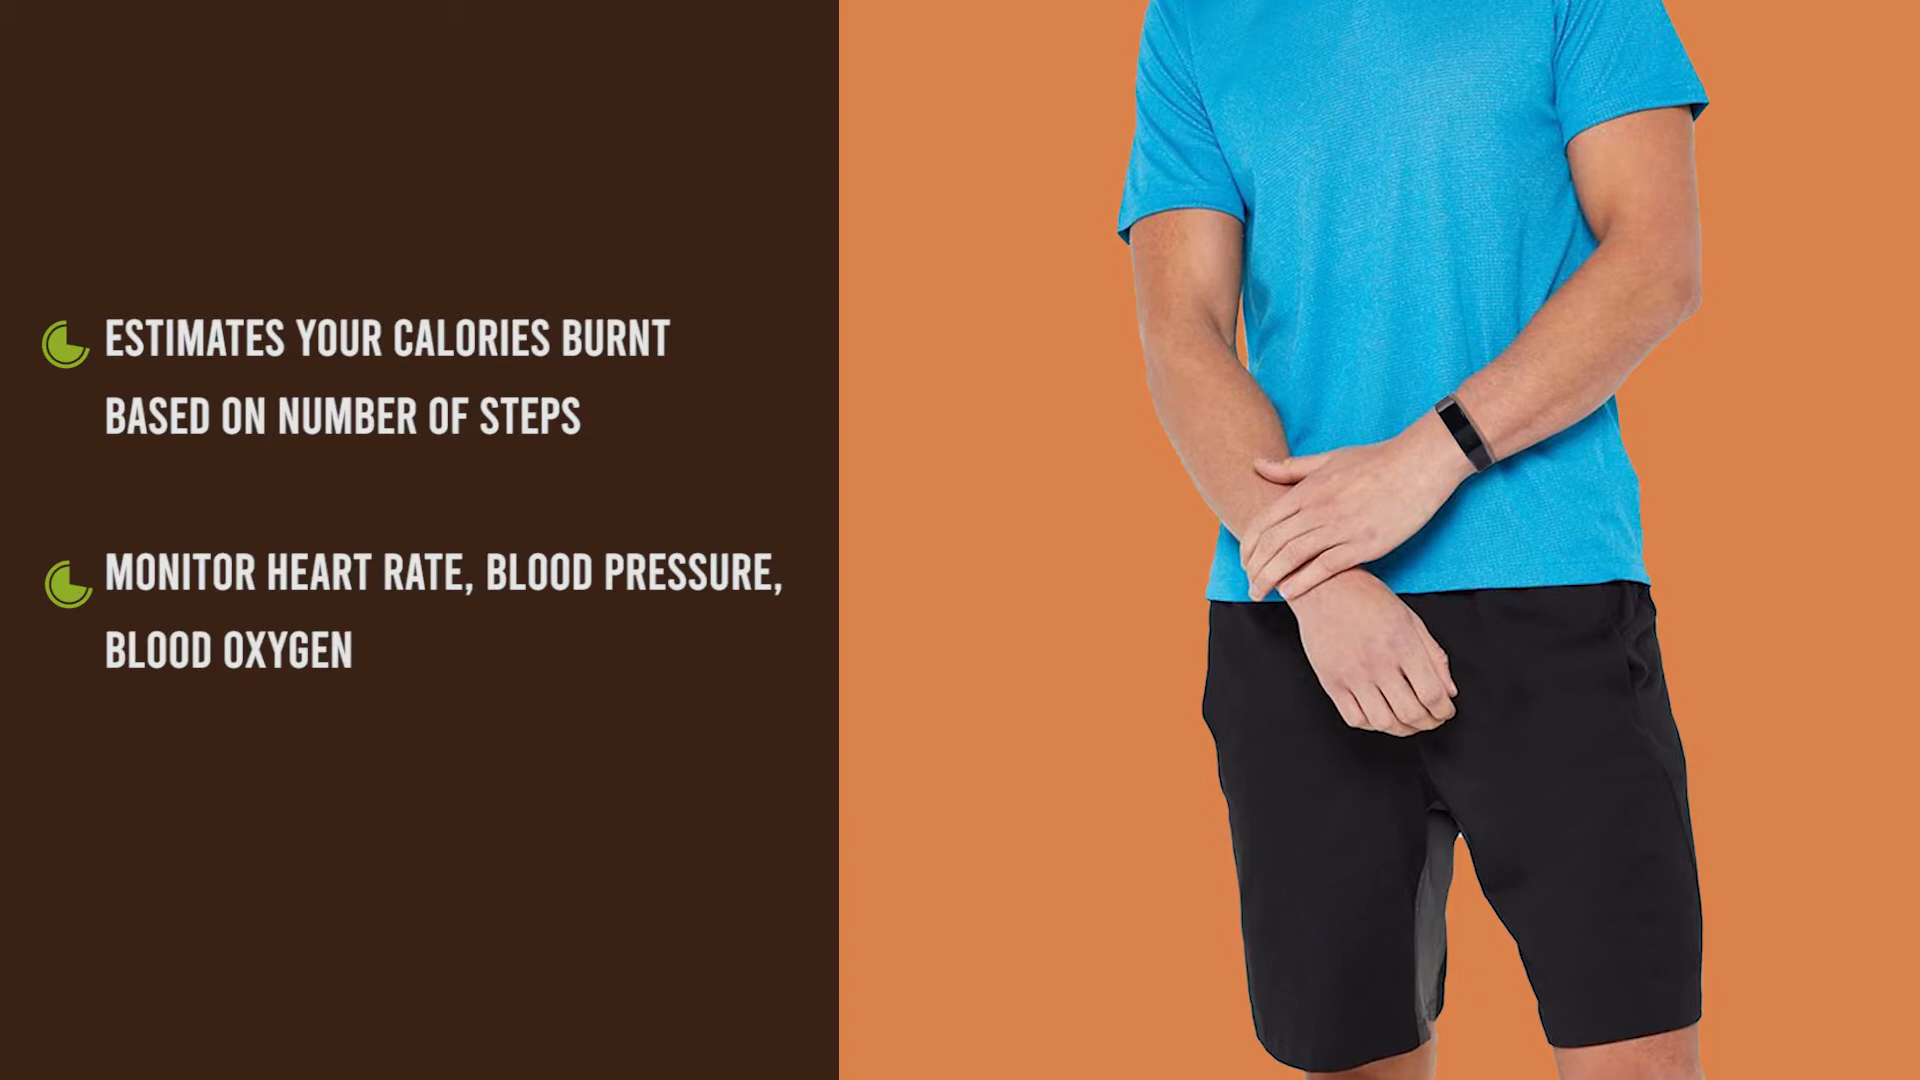 ESTIMATES YOUR CALORIES BURNT
BASED ON NUMBER OF STEPS
MONITOR HEART RATE, BLOOD PRESSURE,
BLOOD OXYGEN